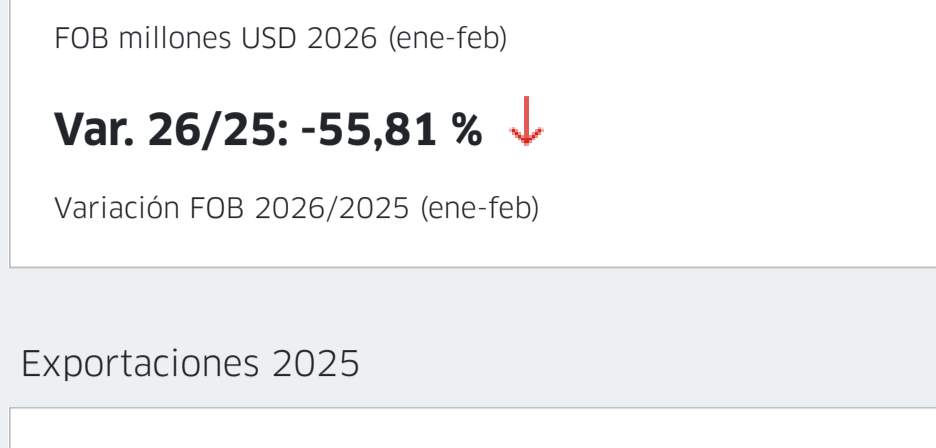 FOB millones USD 2026 (ene-feb)
Var. 26/25: -55,81 %
Variación FOB 2026/2025 (ene-feb)
Exportaciones 2025